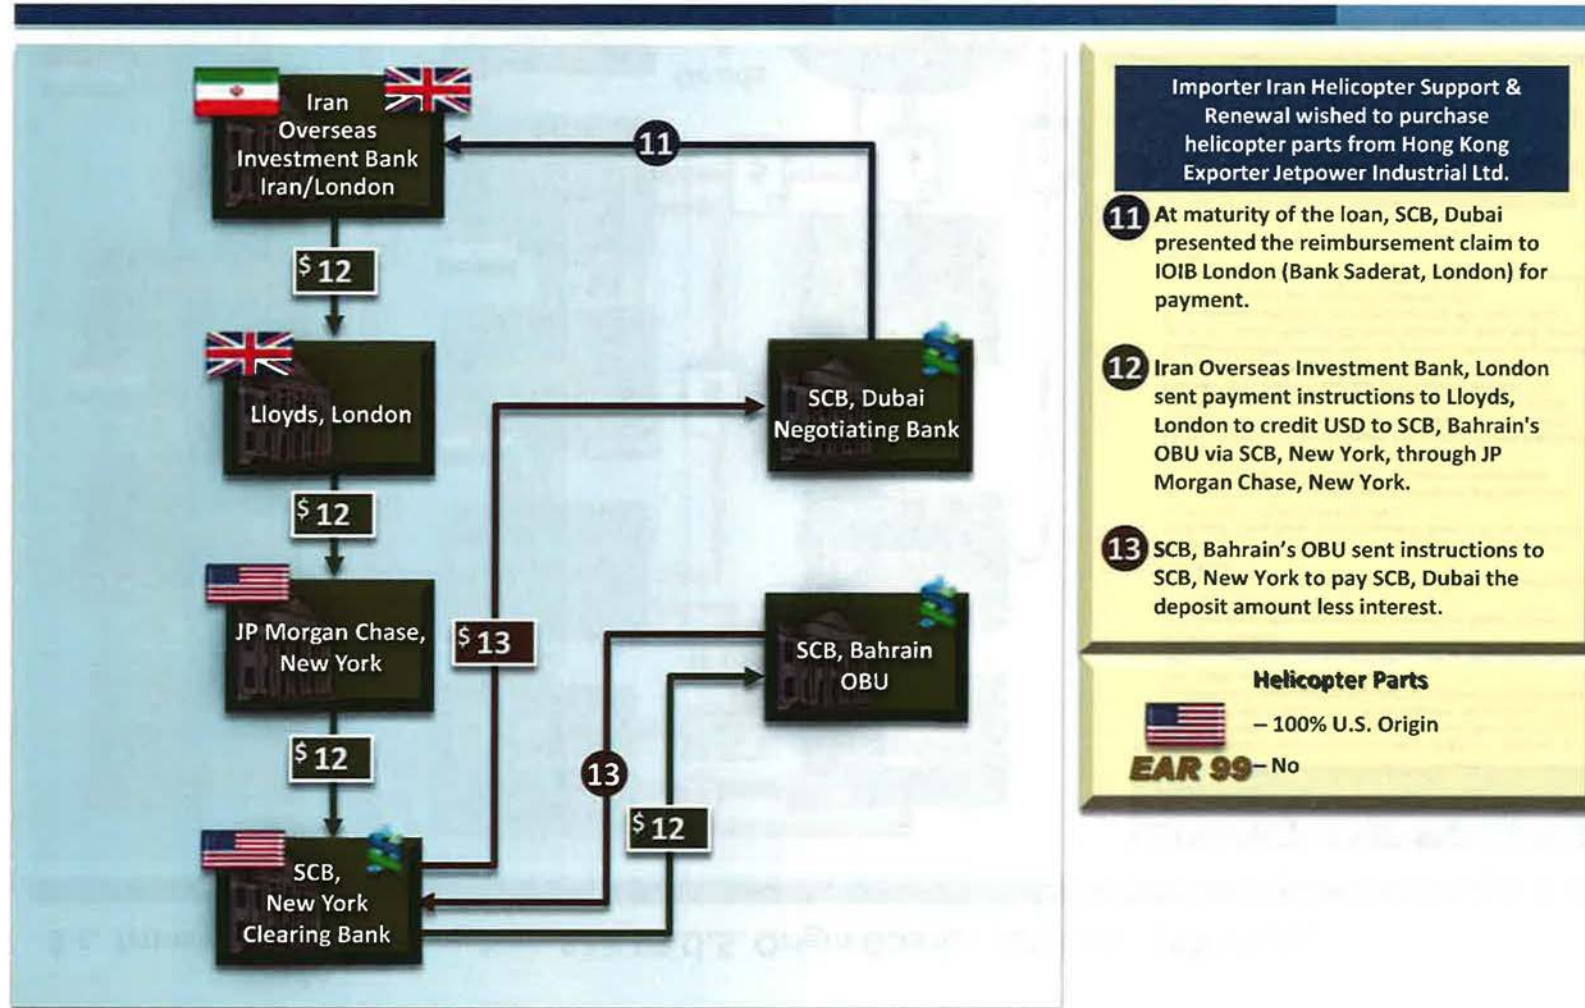 Iran
Overseas
Investment Bank
Iran/London
11
$ 12
Lloyds, London
$ 12
JP Morgan Chase,
New York
$ 12
SCB,
New York
Clearing Bank
$ 13
SCB, Dubai
Negotiating Bank
SCB, Bahrain
OBU
13
$ 12
Importer Iran Helicopter Support &
Renewal wished to purchase
helicopter parts from Hong Kong
Exporter Jetpower Industrial Ltd.
11 At maturity of the loan, SCB, Dubai
presented the reimbursement claim to
IOIB London (Bank Saderat, London) for
payment.
12 Iran Overseas Investment Bank, London
sent payment instructions to Lloyds,
London to credit USD to SCB, Bahrain's
OBU via SCB, New York, through JP
Morgan Chase, New York.
13 SCB, Bahrain's OBU sent instructions to
SCB, New York to pay SCB, Dubai the
deposit amount less interest.
Helicopter Parts
– 100% U.S. Origin
EAR 99 – No